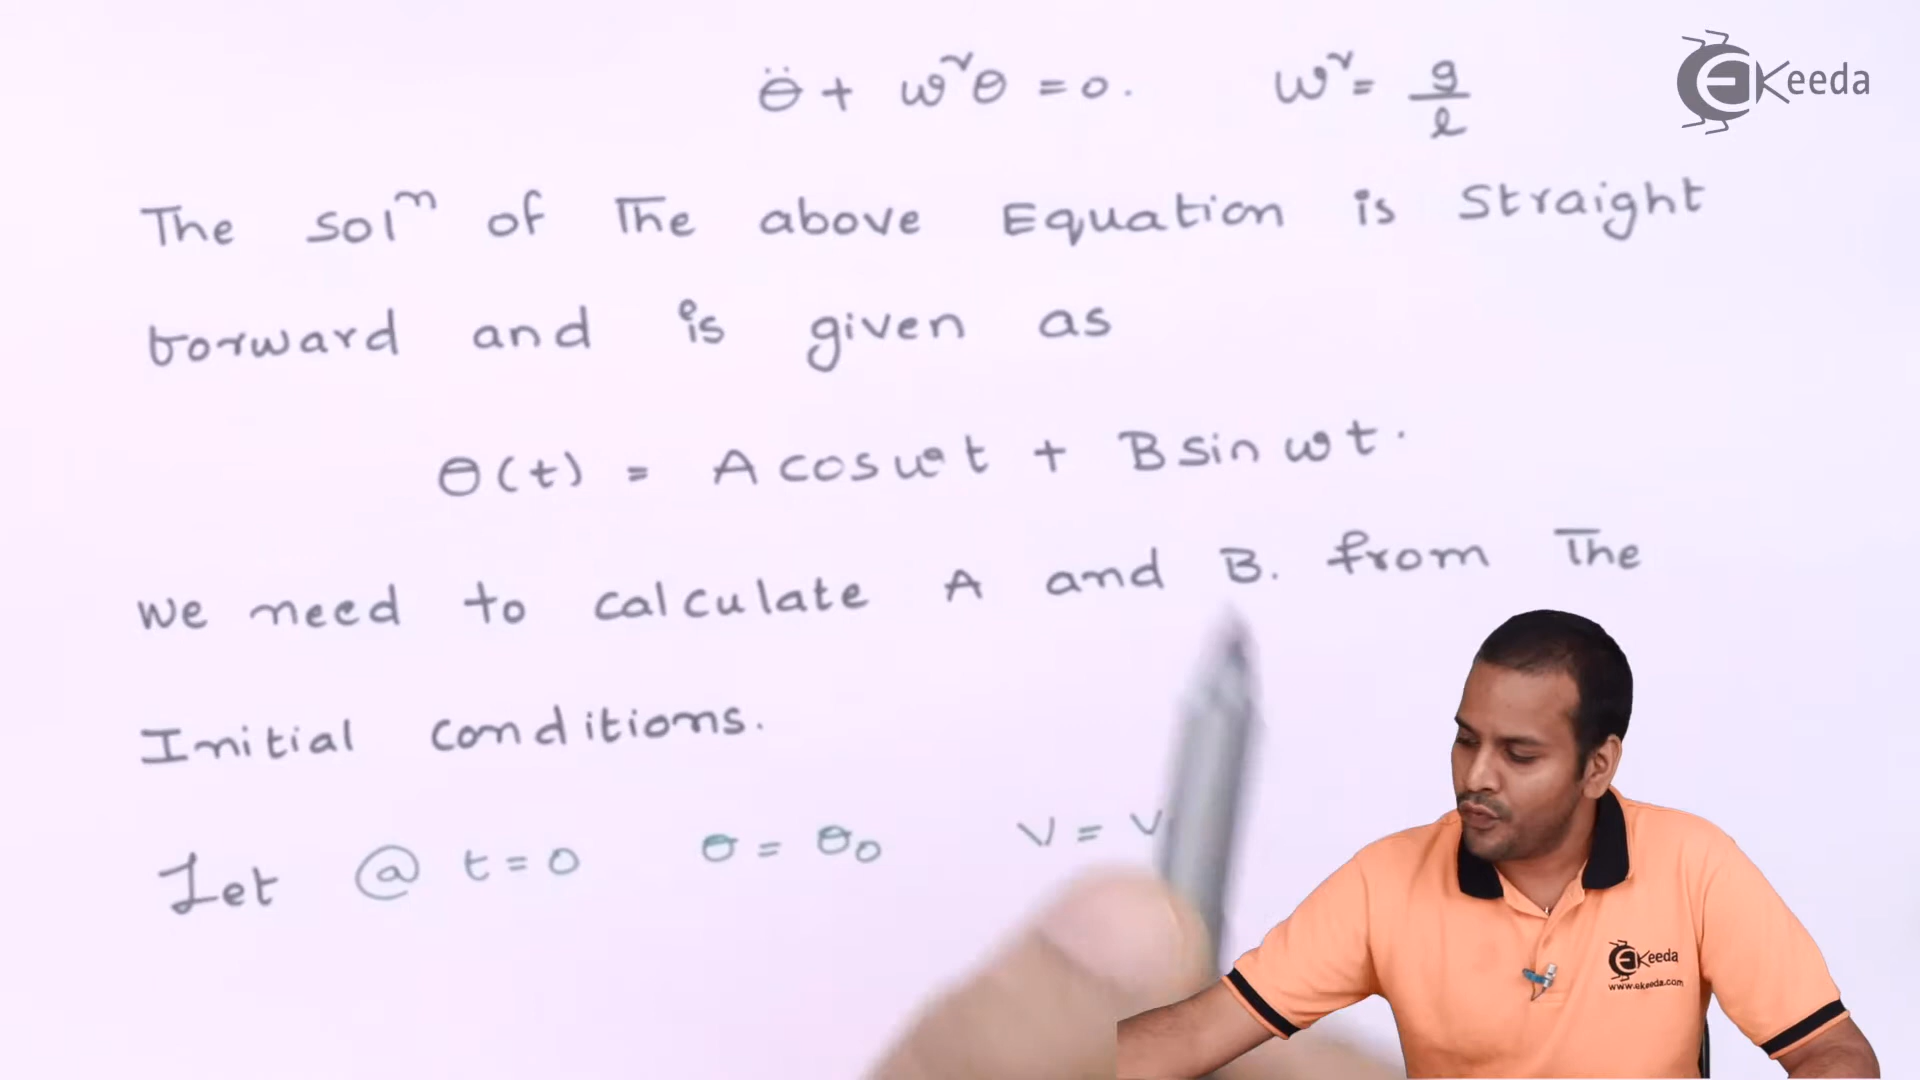 θ̈ + ω²θ = 0. ω² = g/l
EKeeda
The solⁿ of The above Equation is Straight
forward and is given as
θ(t) = A cos ωt + B sin ωt.
We need to calculate A and B. from The
Initial conditions.
Let @ t = 0 θ = θ₀ V = V
EKeeda
www.ekeeda.com